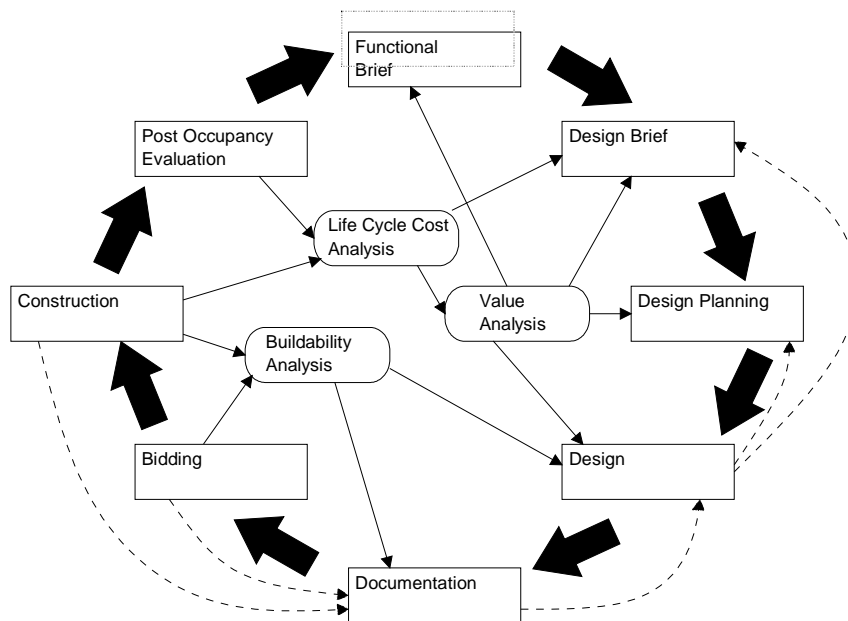 Functional
Brief
Post Occupancy
Evaluation
Design Brief
Life Cycle Cost
Analysis
Construction
Value
Analysis
Design Planning
Buildability
Analysis
Bidding
Design
Documentation